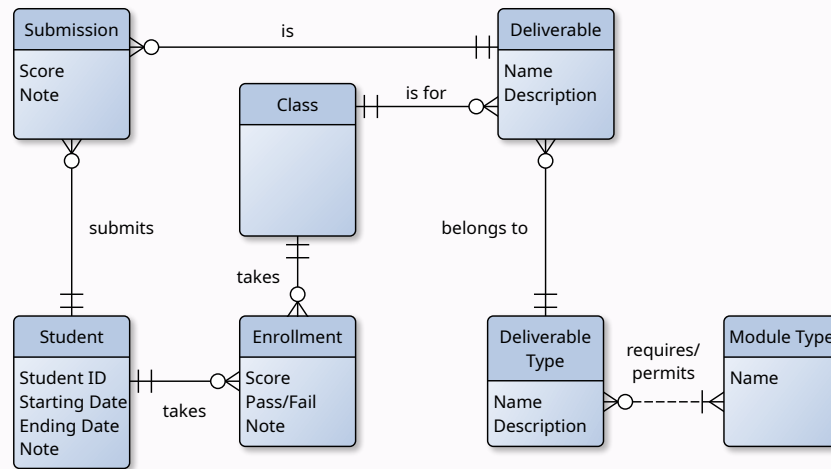 Submission
Score
Note
is
Deliverable
Name
Description
Class
is for
submits
takes
belongs to
Student
Student ID
Starting Date
Ending Date
Note
takes
Enrollment
Score
Pass/Fail
Note
Deliverable
Type
Name
Description
requires/
permits
Module Type
Name